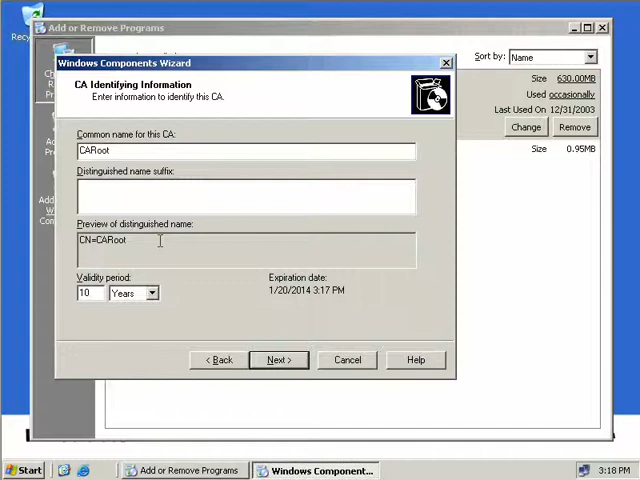 Recy
Add or Remove Programs
Sort by:
Name
Windows Components Wizard
CA Identifying Information
Enter information to identify this CA.
Size
630.00MB
Used
occasionally
Last Used On
12/31/2003
Change
Remove
Size
0.95MB
Common name for this CA:
CARoot
Distinguished name suffix:
Preview of distinguished name:
CN=CARoot
Validity period:
10
Years
Expiration date:
1/20/2014 3:17 PM
< Back
Next >
Cancel
Help
Start
Add or Remove Programs
Windows Component...
3:18 PM